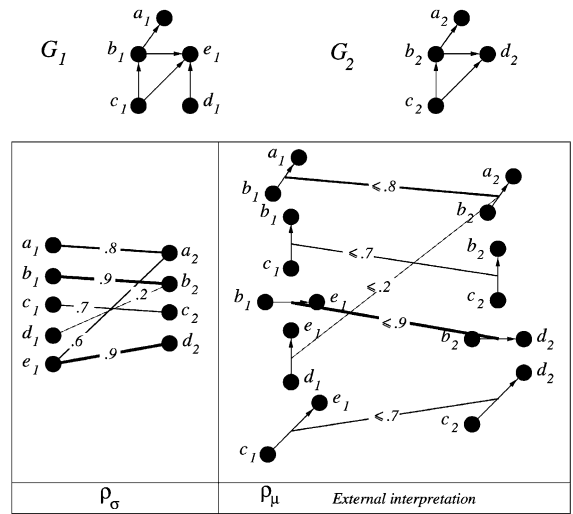 a1 a2
G1 b1 e1 G2 b2 d2
c1 d1 c2
a1 .8 a2
b1 .9 b2
c1 .7 c2
d1 .2
e1 .6 .9 d2
a1 a2
b1 ⩽.8 b2
b1 b2
c1 ⩽.7 c2
⩽.2
b1 e1 ⩽.9 b2 d2
e1
d1
e1 d2
c1 ⩽.7 c2
ρσ ρμ External interpretation